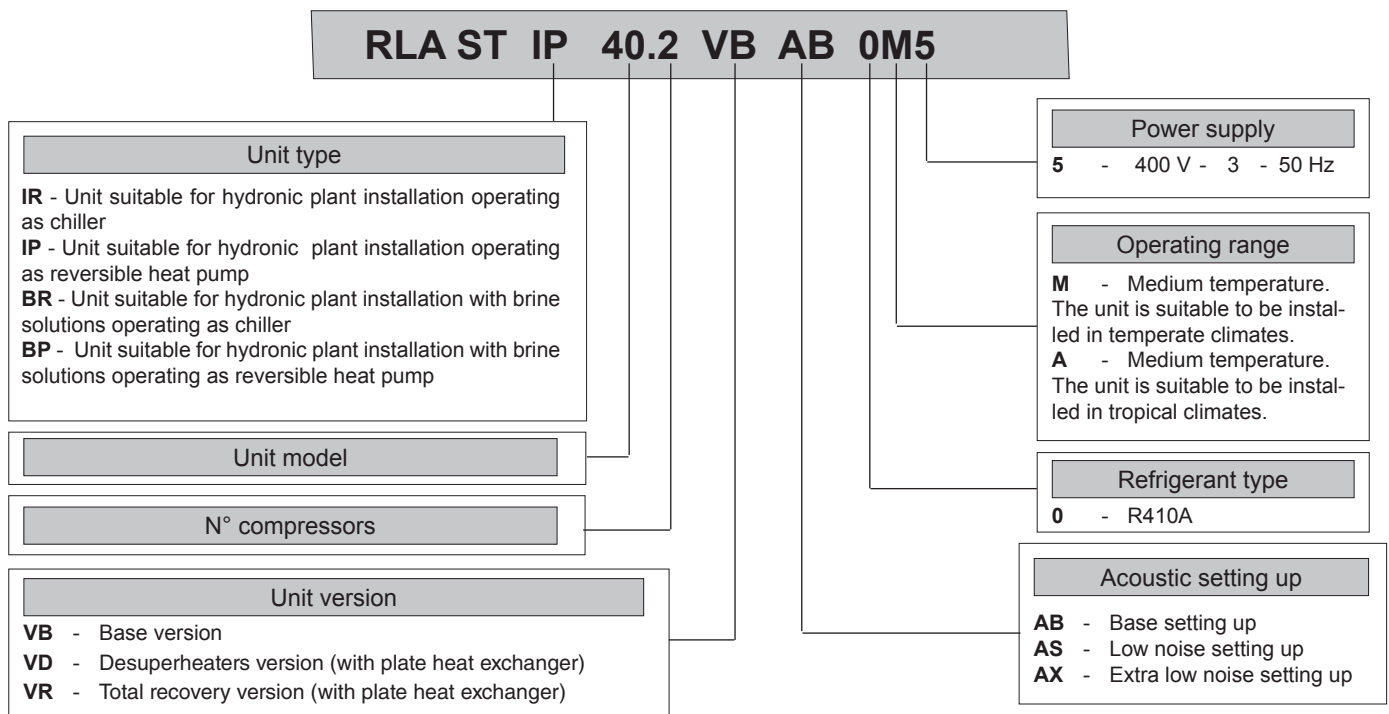 RLA ST IP 40.2 VB AB 0M5
Unit type
IR - Unit suitable for hydronic plant installation operating
as chiller
IP - Unit suitable for hydronic plant installation operating
as reversible heat pump
BR - Unit suitable for hydronic plant installation with brine
solutions operating as chiller
BP - Unit suitable for hydronic plant installation with brine
solutions operating as reversible heat pump
Unit model
N° compressors
Unit version
VB - Base version
VD - Desuperheaters version (with plate heat exchanger)
VR - Total recovery version (with plate heat exchanger)
Power supply
5 - 400 V - 3 - 50 Hz
Operating range
M - Medium temperature.
The unit is suitable to be instal-
led in temperate climates.
A - Medium temperature.
The unit is suitable to be instal-
led in tropical climates.
Refrigerant type
0 - R410A
Acoustic setting up
AB - Base setting up
AS - Low noise setting up
AX - Extra low noise setting up